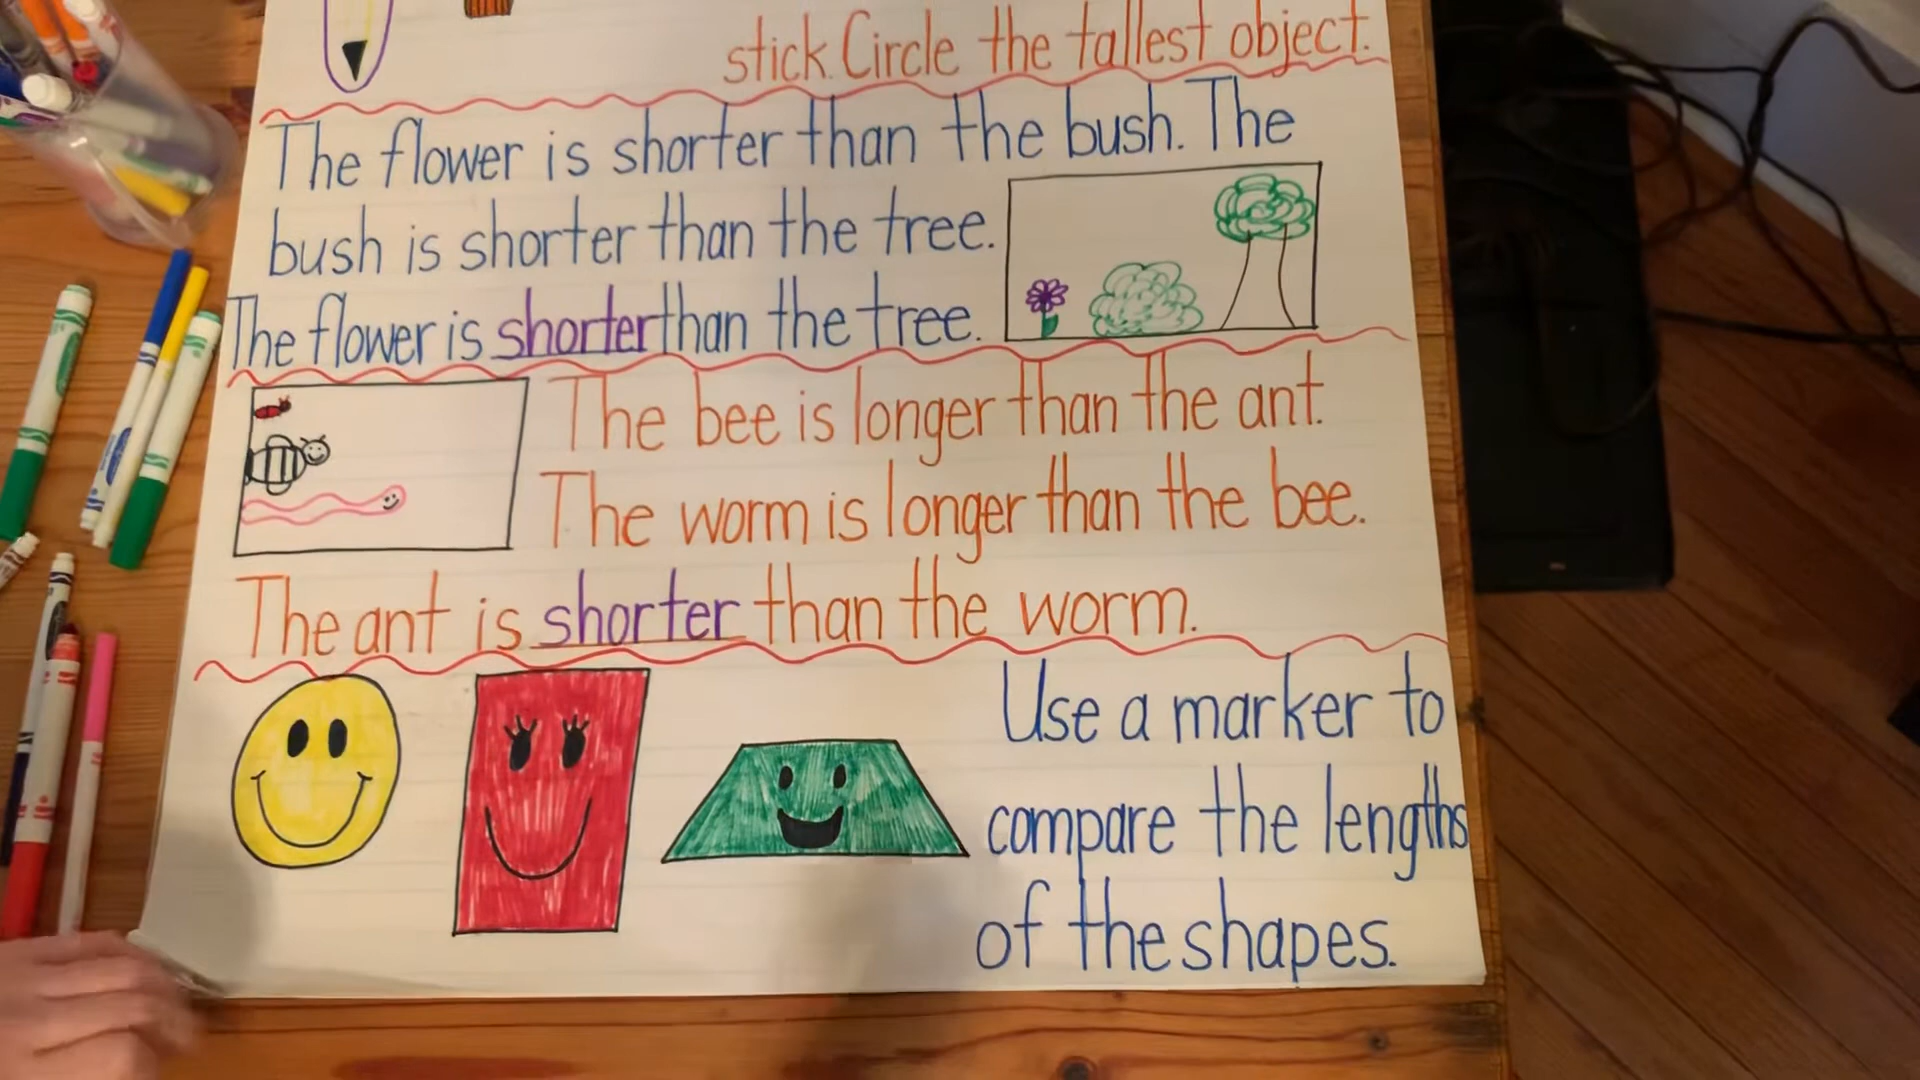 stick. Circle the tallest object.
The flower is shorter than the bush. The
bush is shorter than the tree.
The flower is shorter than the tree.
The bee is longer than the ant.
The worm is longer than the bee.
The ant is shorter than the worm.
Use a marker to
compare the lengths
of the shapes.